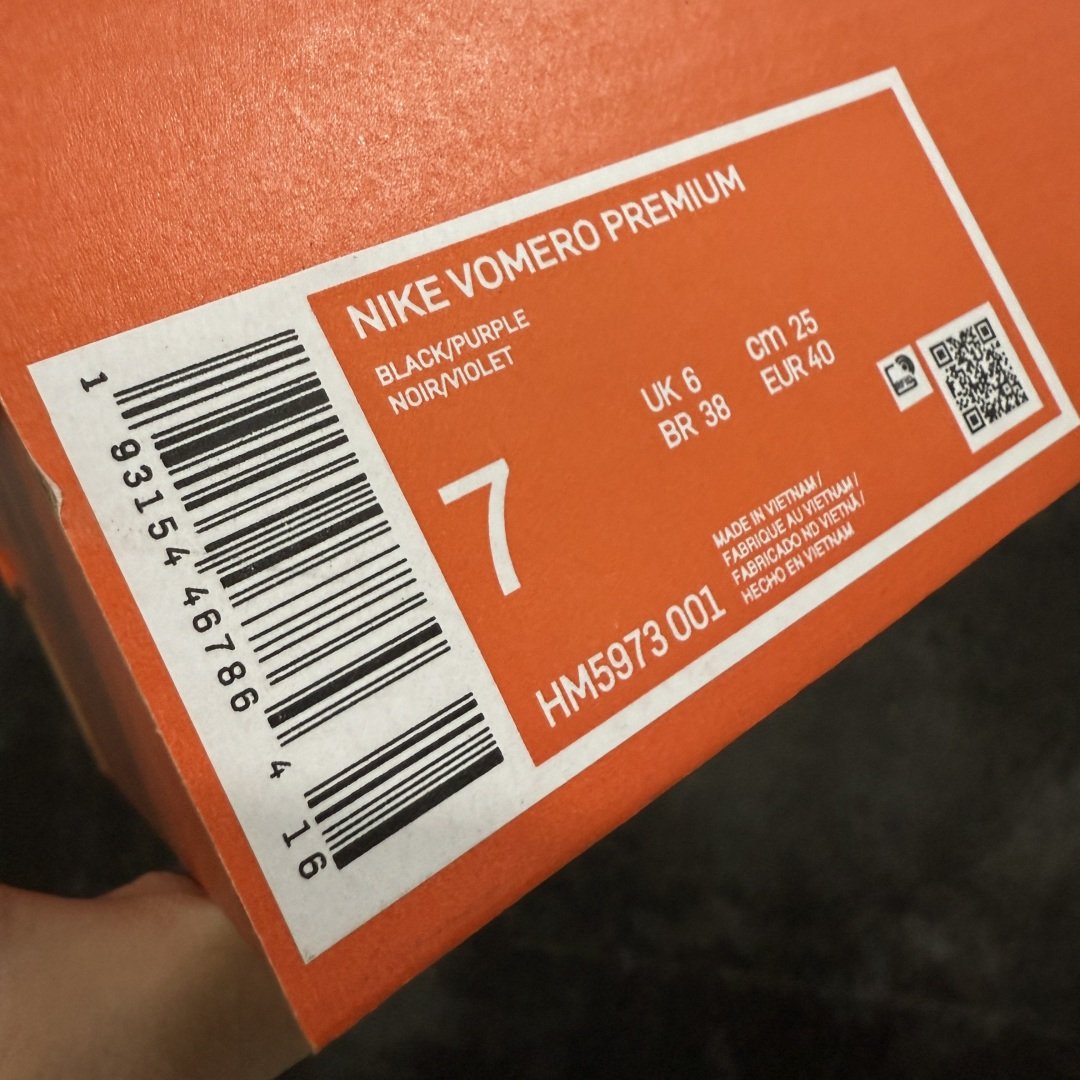 NIKE VOMERO PREMIUM
BLACK/PURPLE
NOIR/VIOLET
7
UK 6
BR 38
cm 25
EUR 40
HM5973 001
MADE IN VIETNAM /
FABRIQUE AU VIETNAM /
FABRICADO NO VIETNÃ /
HECHO EN VIETNAM
1 93154 46786 4
16